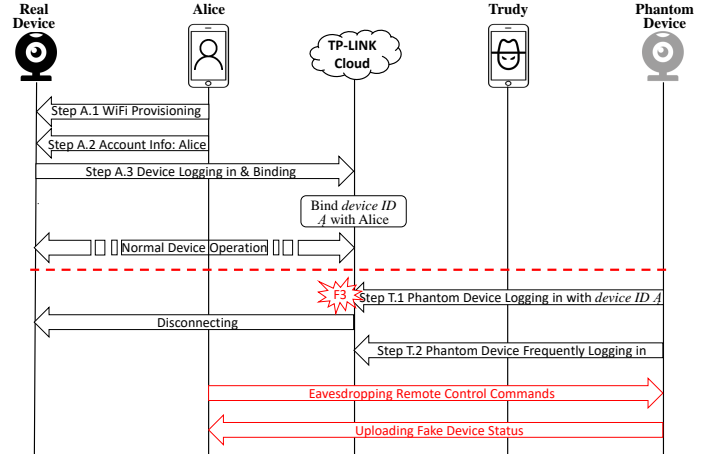 Real
Device
Alice
TP-LINK
Cloud
Trudy
Phantom
Device
Step A.1 WiFi Provisioning
Step A.2 Account Info: Alice
Step A.3 Device Logging in & Binding
Bind device ID
A with Alice
Normal Device Operation
F3
Step T.1 Phantom Device Logging in with device ID A
Disconnecting
Step T.2 Phantom Device Frequently Logging in
Eavesdropping Remote Control Commands
Uploading Fake Device Status